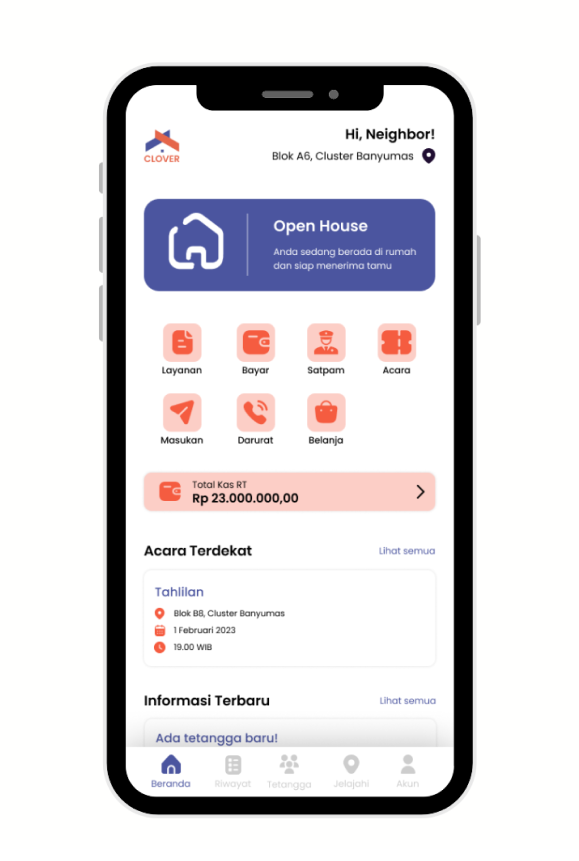 Hi, Neighbor!
CLOVER
Blok A6, Cluster Banyumas
Open House
Anda sedang berada di rumah
dan siap menerima tamu
Layanan
Bayar
Satpam
Acara
Masukan
Darurat
Belanja
Total Kas RT
Rp 23.000.000,00
Acara Terdekat
Lihat semua
Tahlilan
Blok B8, Cluster Banyumas
1 Februari 2023
19.00 WIB
Informasi Terbaru
Lihat semua
Ada tetangga baru!
Beranda
Riwayat
Tetangga
Jelajahi
Akun